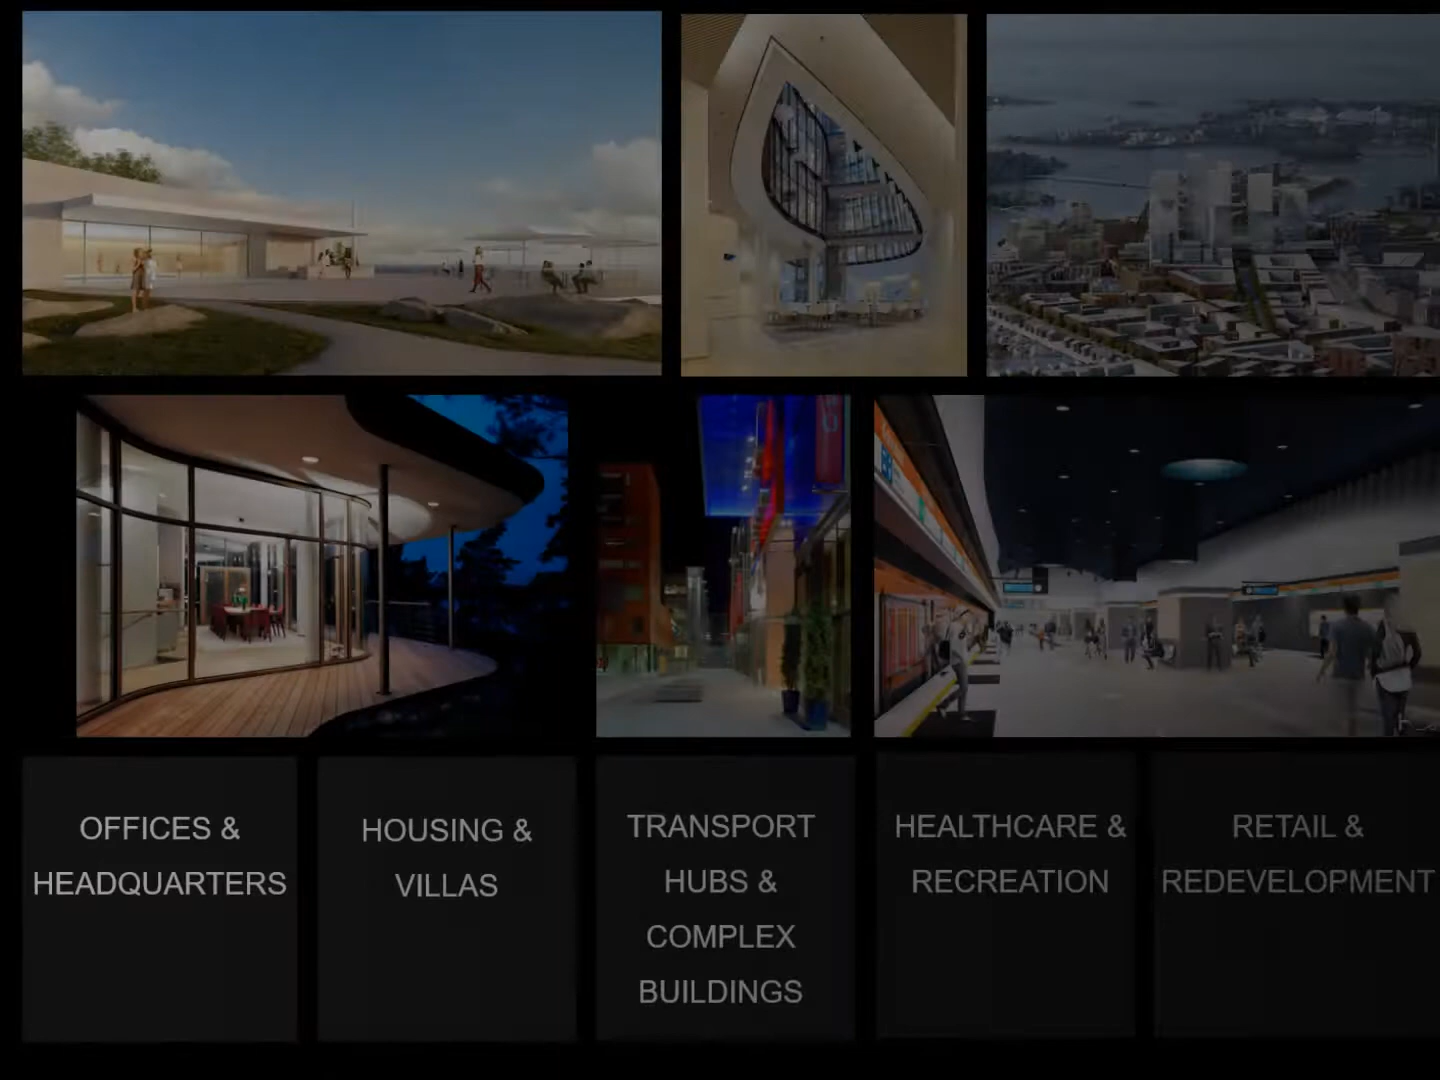 OFFICES &
HEADQUARTERS
HOUSING &
VILLAS
TRANSPORT
HUBS &
COMPLEX
BUILDINGS
HEALTHCARE &
RECREATION
RETAIL &
REDEVELOPMENT